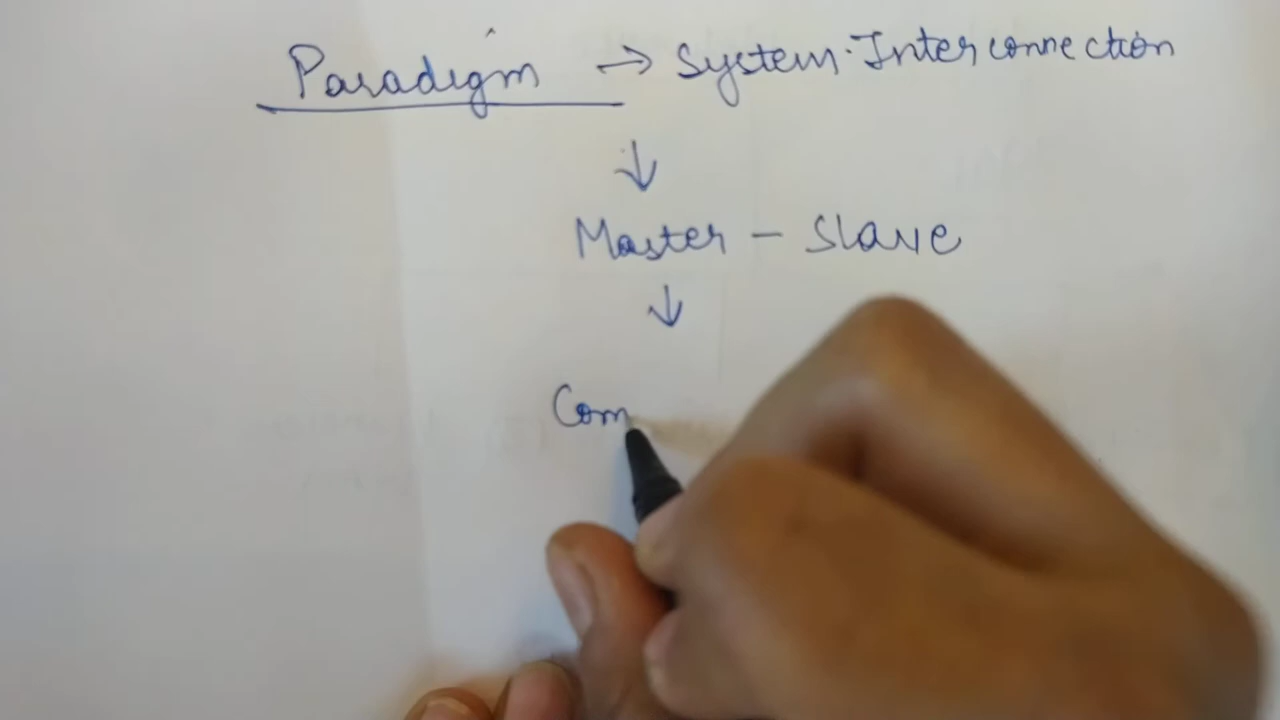 Paradigm → System Interconnection
↓
Master - Slave
↓
Com